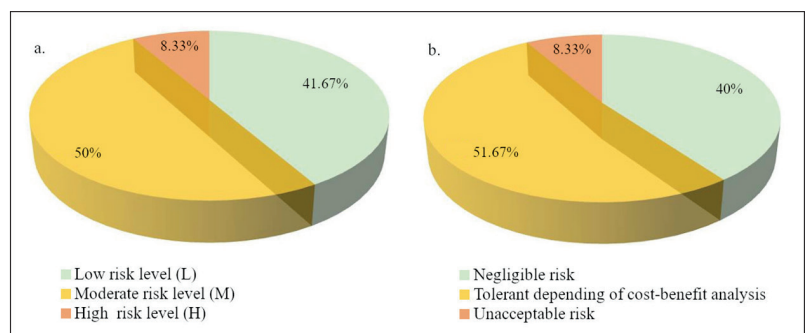 a.
8.33%
41.67%
50%
Low risk level (L)
Moderate risk level (M)
High risk level (H)
b.
8.33%
40%
51.67%
Negligible risk
Tolerant depending of cost-benefit analysis
Unacceptable risk